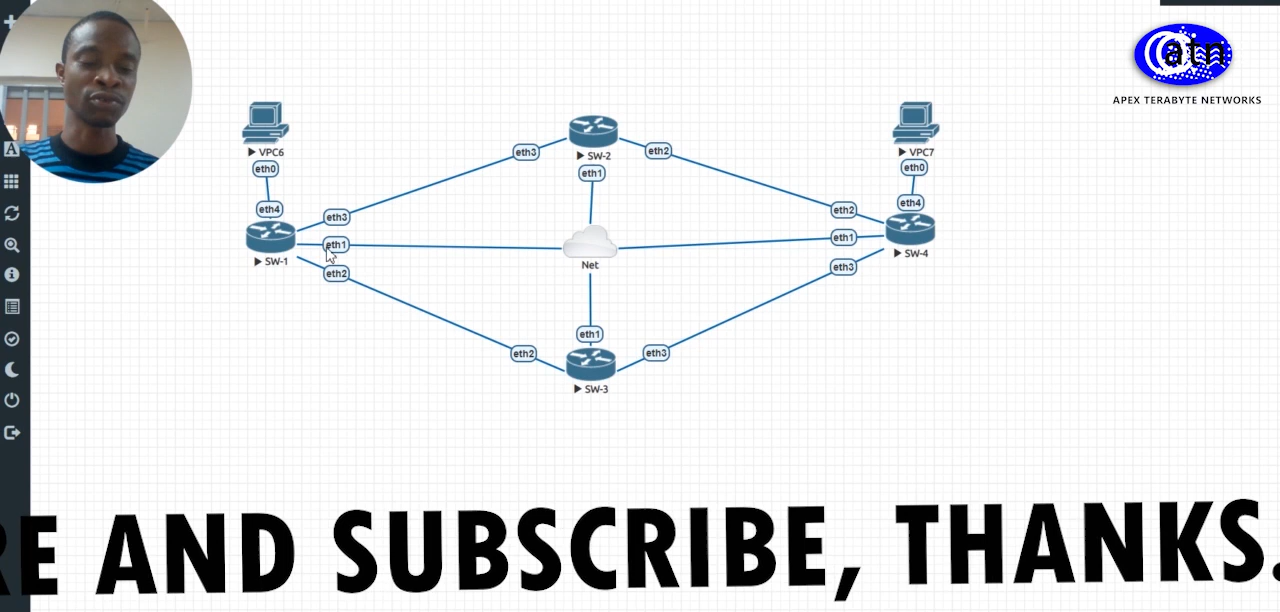 atn
APEX TERABYTE NETWORKS
A
VPC6
eth0
eth4
SW-2
eth3
eth2
eth1
VPC7
eth0
eth4
eth3
eth1
eth2
SW-1
Net
eth2
eth1
eth3
SW-4
eth1
eth2
eth3
SW-3
RE AND SUBSCRIBE, THANKS.